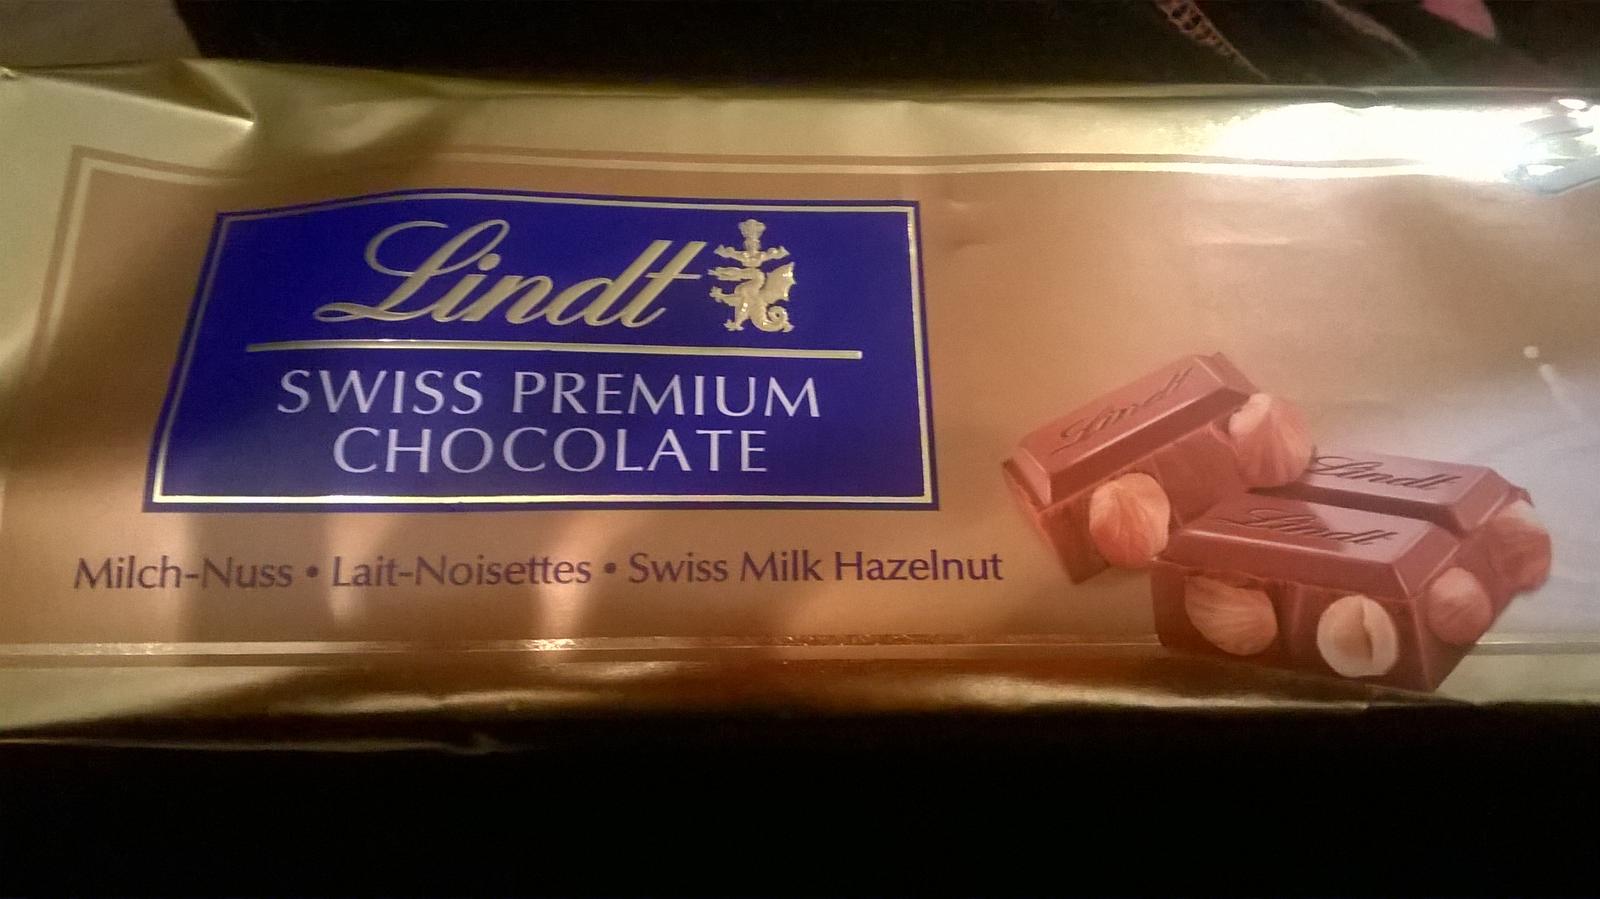 Lindt
SWISS PREMIUM
CHOCOLATE
Milch-Nuss • Lait-Noisettes • Swiss Milk Hazelnut
Lindt
Lindt
Lindt